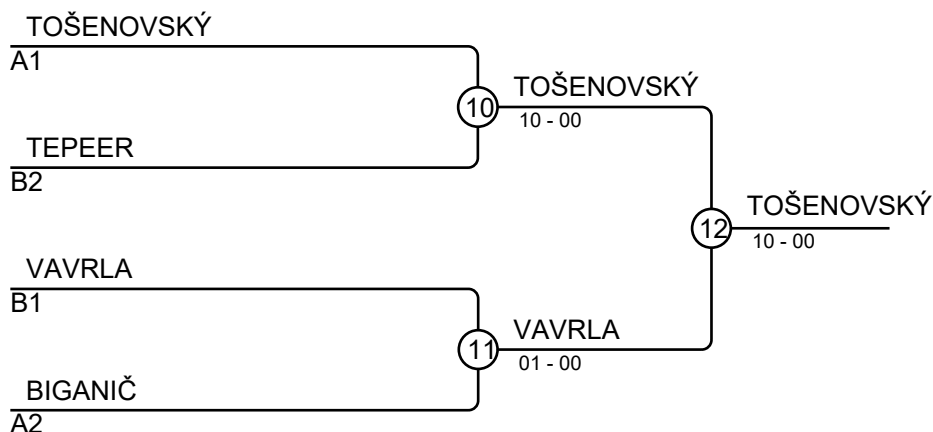 TOŠENOVSKÝ
A1
10
TOŠENOVSKÝ
10 - 00
TEPEER
B2
12
TOŠENOVSKÝ
10 - 00
VAVRLA
B1
11
VAVRLA
01 - 00
BIGANIČ
A2